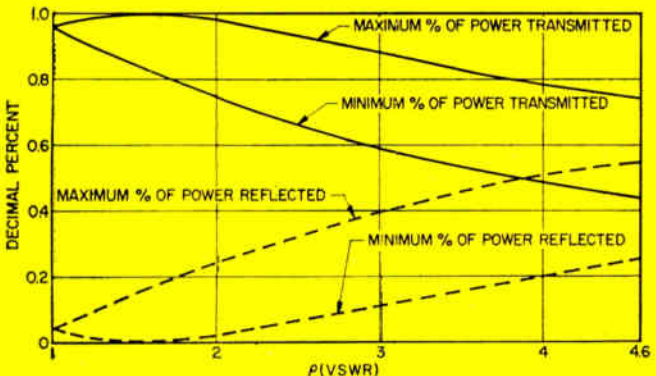 1.0
MAXINUM % OF POWER TRANSMITTED
0.8
MINIMUM % OF POWER TRANSMITTED
0.6
DECIMAL PERCENT
MAXIMUM % OF POWER REFLECTED
0.4
MINIMUM % OF POWER REFLECTED
0.2
0
1 2 3 4 4.6
ρ(VSWR)